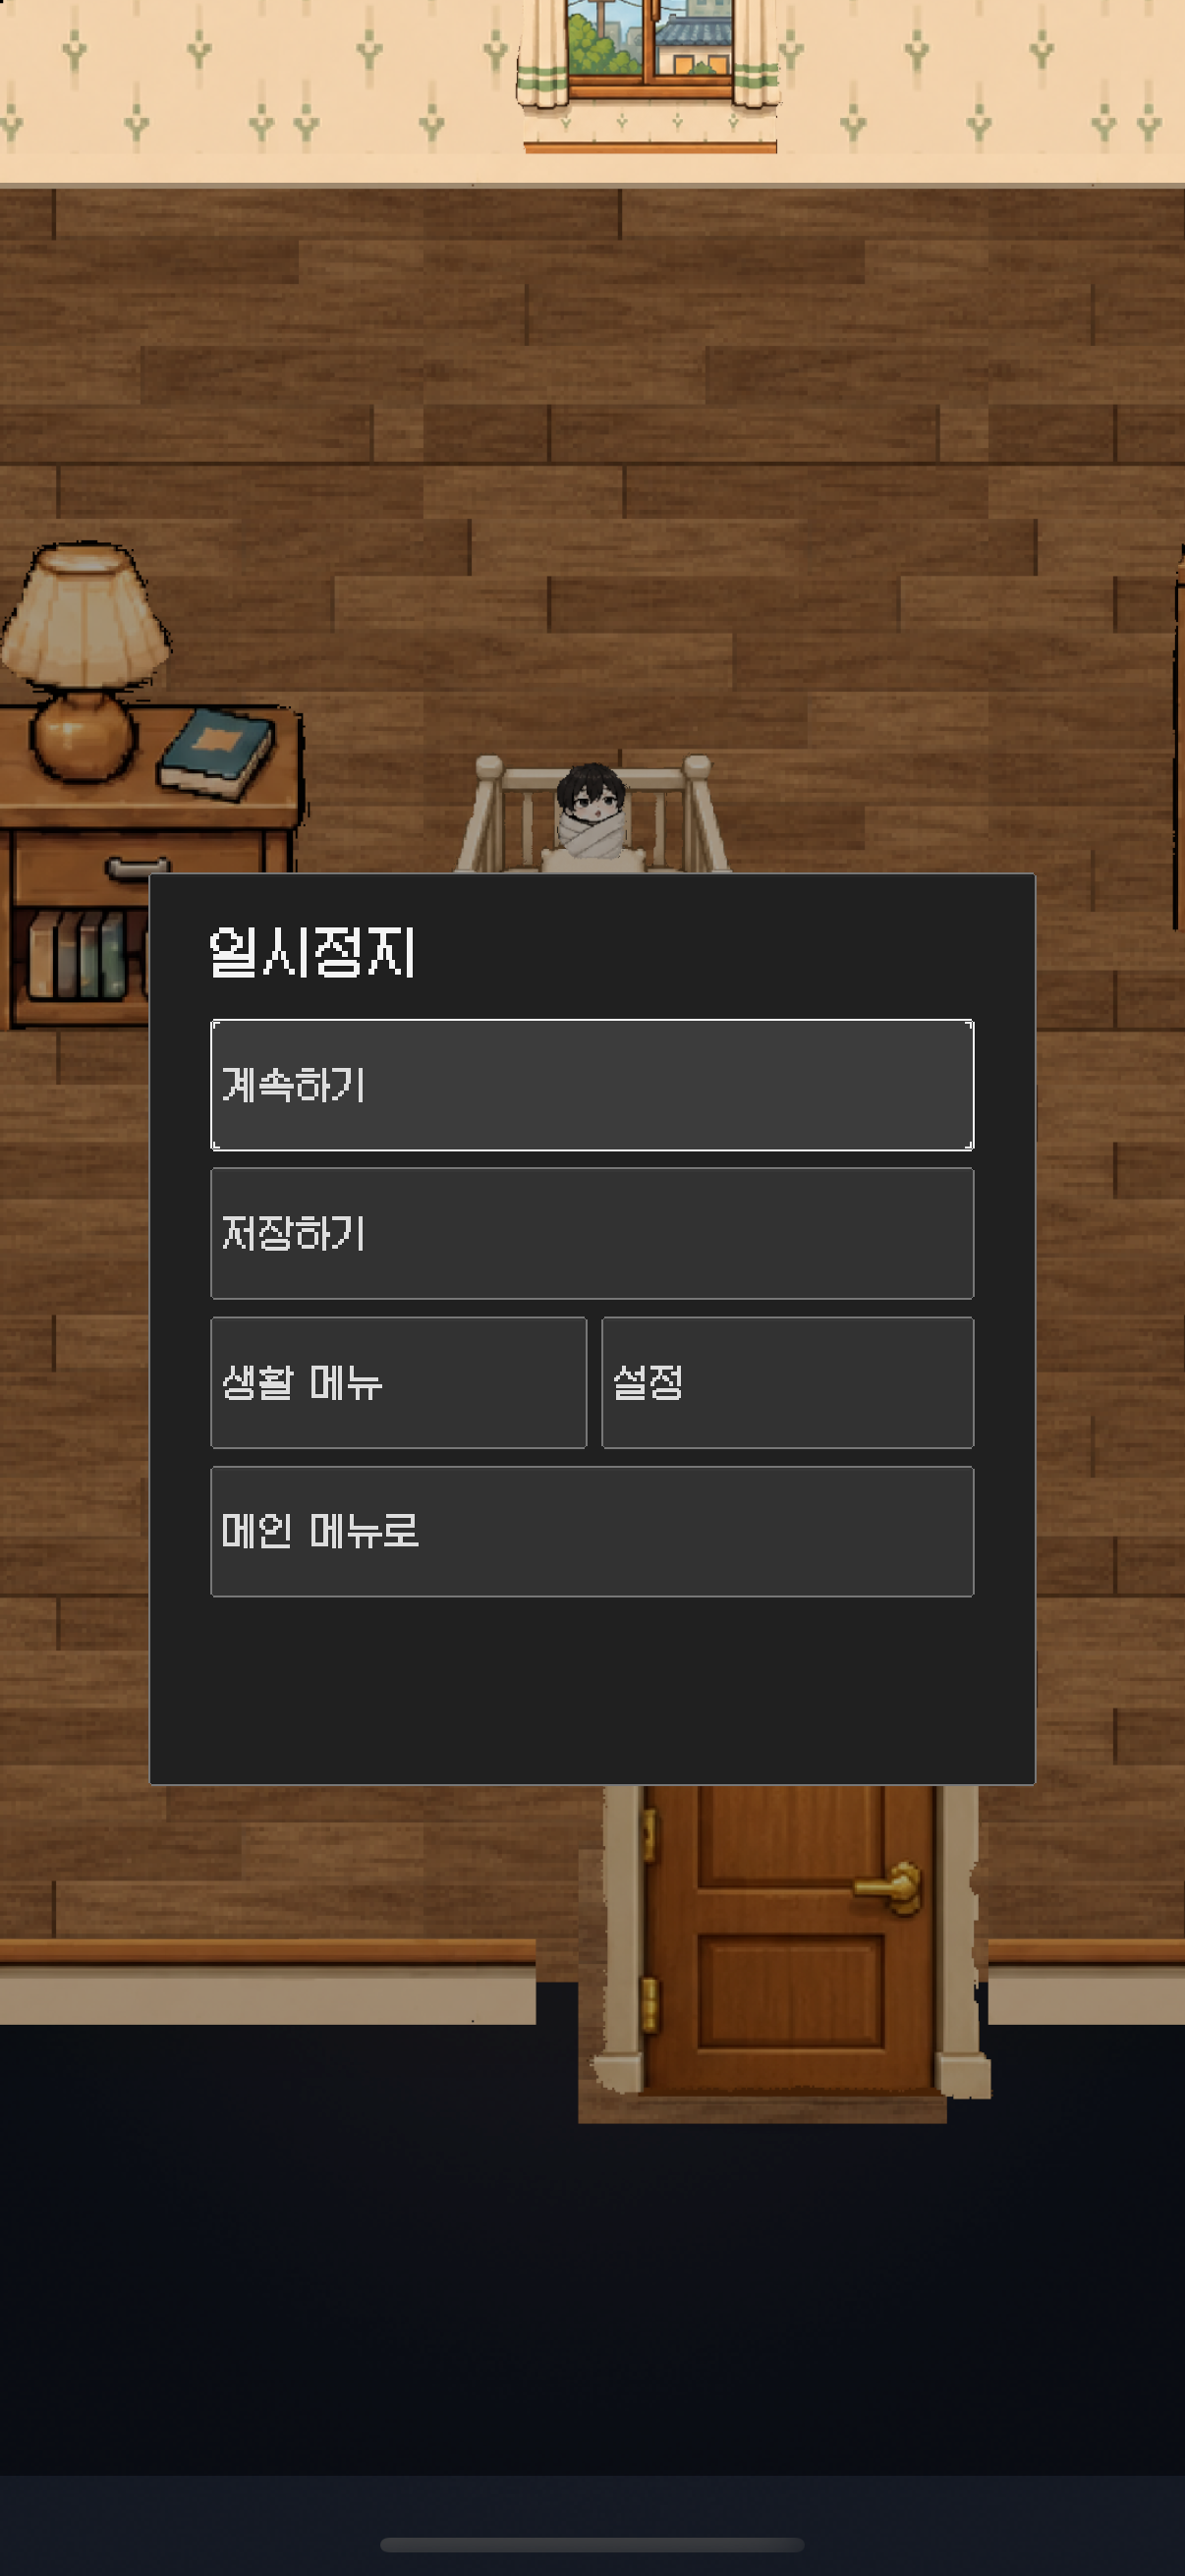 일시정지
계속하기
저장하기
생활 메뉴
설정
메인 메뉴로